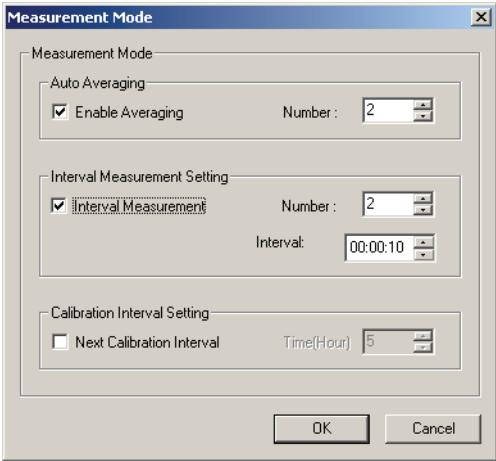 Measurement Mode
Measurement Mode
Auto Averaging
Enable Averaging Number : 2
Interval Measurement Setting
Interval Measurement Number : 2
Interval: 00:00:10
Calibration Interval Setting
Next Calibration Interval Time(Hour) 5
OK Cancel